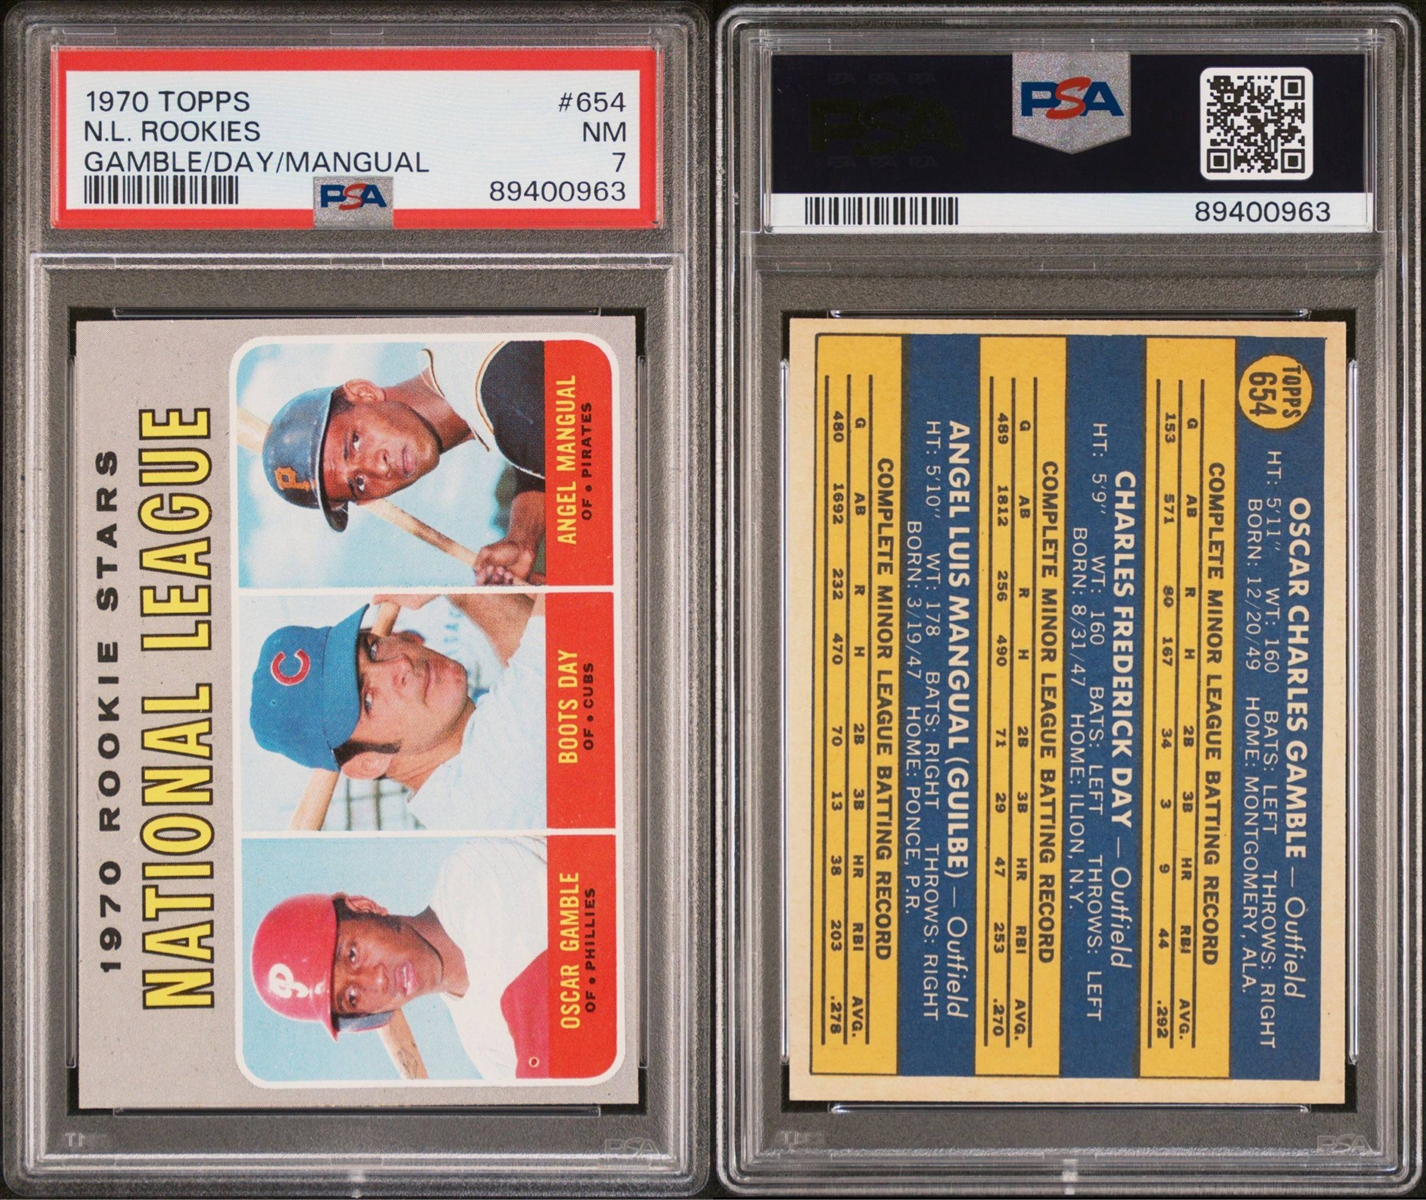 1970 TOPPS #654
N.L. ROOKIES NM
GAMBLE/DAY/MANGUAL 7
PSA 89400963
1970 ROOKIE STARS
NATIONAL LEAGUE
P
ANGEL MANGUAL
OF • PIRATES
C
BOOTS DAY
OF • CUBS
P
OSCAR GAMBLE
OF • PHILLIES
PSA
PSA
PSA
89400963
TOPPS
654
OSCAR CHARLES GAMBLE — Outfield
HT: 5'11" WT: 160 BATS: LEFT THROWS: RIGHT
BORN: 12/20/49 HOME: MONTGOMERY, ALA.
COMPLETE MINOR LEAGUE BATTING RECORD
G AB R H 2B 3B HR RBI AVG.
153 571 80 167 34 3 9 44 .292
CHARLES FREDERICK DAY — Outfield
HT: 5'9" WT: 160 BATS: LEFT THROWS: LEFT
BORN: 8/31/47 HOME: ILION, N.Y.
COMPLETE MINOR LEAGUE BATTING RECORD
G AB R H 2B 3B HR RBI AVG.
489 1812 256 490 71 29 47 253 .270
ANGEL LUIS MANGUAL (GUILBE) — Outfield
HT: 5'10" WT: 178 BATS: RIGHT THROWS: RIGHT
BORN: 3/19/47 HOME: PONCE, P.R.
COMPLETE MINOR LEAGUE BATTING RECORD
G AB R H 2B 3B HR RBI AVG.
480 1692 232 470 70 13 38 203 .278
PSA